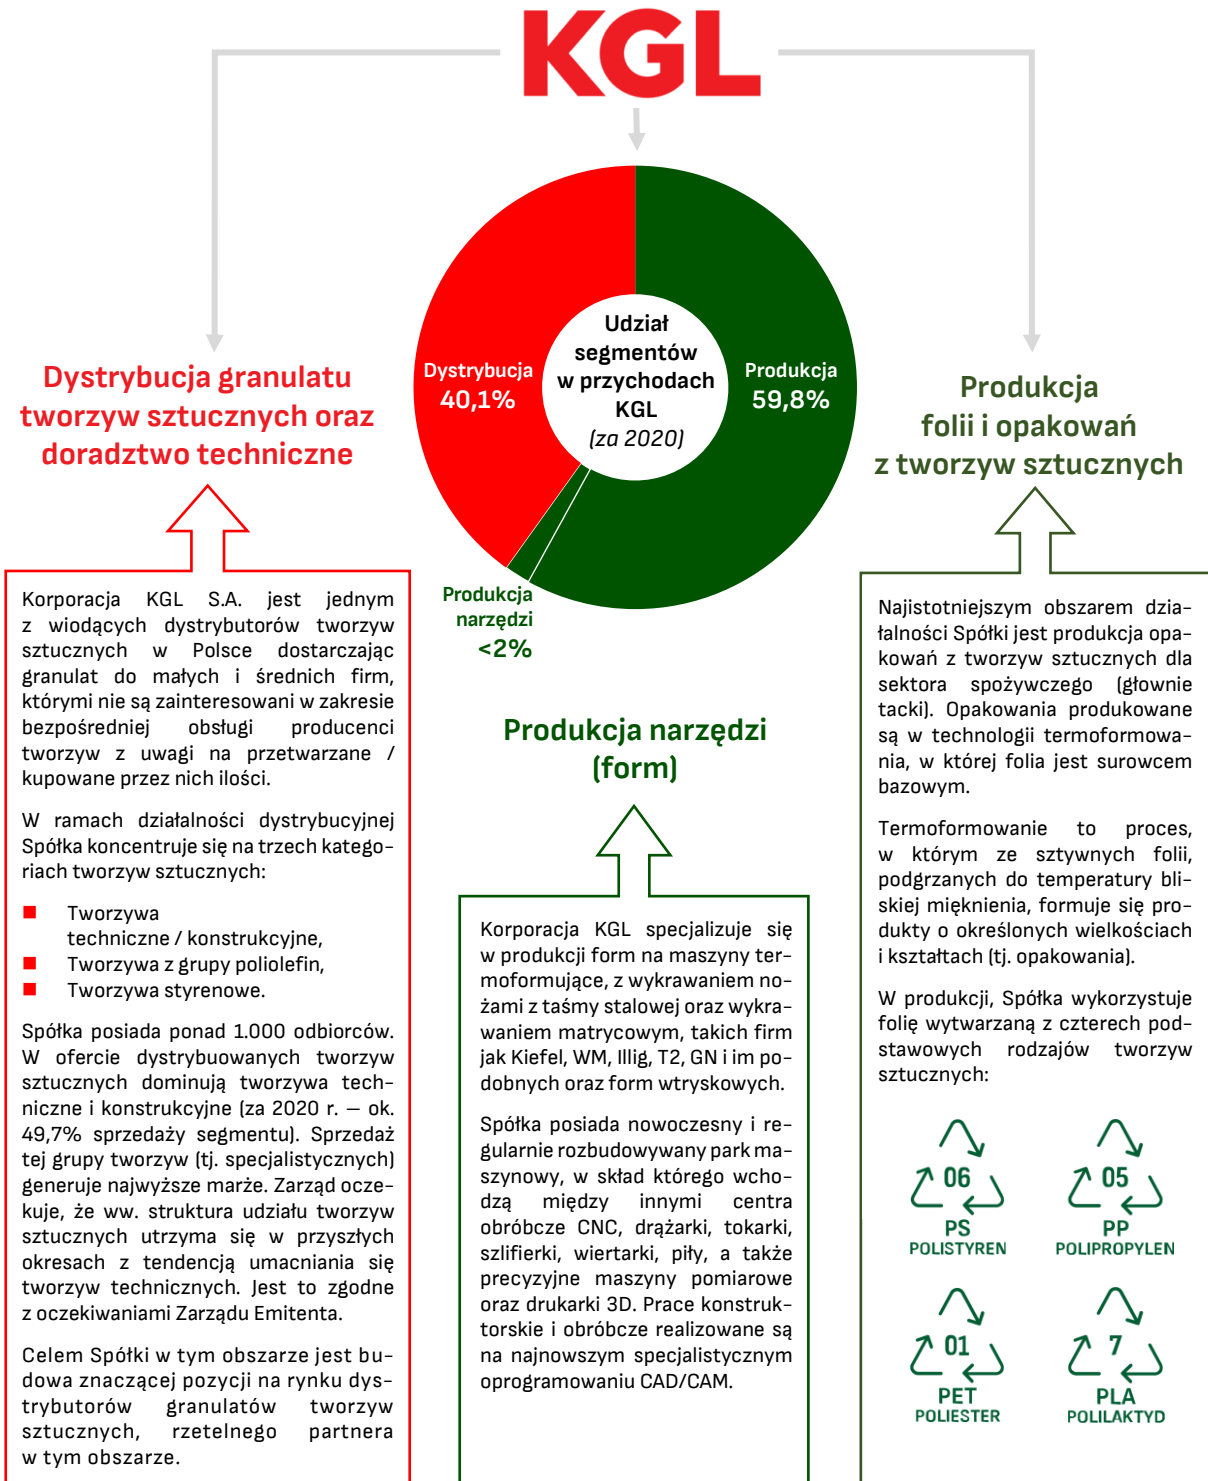 KGL
Udział
segmentów
w przychodach
KGL
(za 2020)
Dystrybucja
40,1%
Produkcja
59,8%
Produkcja
narzędzi
<2%
Dystrybucja granulatu
tworzyw sztucznych oraz
doradztwo techniczne
Korporacja KGL S.A. jest jednym
z wiodących dystrybutorów tworzyw
sztucznych w Polsce dostarczając
granulat do małych i średnich firm,
którymi nie są zainteresowani w zakresie
bezpośredniej obsługi producenci
tworzyw z uwagi na przetwarzane /
kupowane przez nich ilości.
W ramach działalności dystrybucyjnej
Spółka koncentruje się na trzech katego-
riach tworzyw sztucznych:
Tworzywa
techniczne / konstrukcyjne,
Tworzywa z grupy poliolefin,
Tworzywa styrenowe.
Spółka posiada ponad 1.000 odbiorców.
W ofercie dystrybuowanych tworzyw
sztucznych dominują tworzywa tech-
niczne i konstrukcyjne (za 2020 r. – ok.
49,7% sprzedaży segmentu). Sprzedaż
tej grupy tworzyw (tj. specjalistycznych)
generuje najwyższe marże. Zarząd ocze-
kuje, że ww. struktura udziału tworzyw
sztucznych utrzyma się w przyszłych
okresach z tendencją umacniania się
tworzyw technicznych. Jest to zgodne
z oczekiwaniami Zarządu Emitenta.
Celem Spółki w tym obszarze jest bu-
dowa znaczącej pozycji na rynku dys-
trybutorów granulatów tworzyw
sztucznych, rzetelnego partnera
w tym obszarze.
Produkcja narzędzi
(form)
Korporacja KGL specjalizuje się
w produkcji form na maszyny ter-
moformujące, z wykrawaniem no-
żami z taśmy stalowej oraz wykra-
waniem matrycowym, takich firm
jak Kiefel, WM, Illig, T2, GN i im po-
dobnych oraz form wtryskowych.
Spółka posiada nowoczesny i re-
gularnie rozbudowywany park ma-
szynowy, w skład którego wcho-
dzą między innymi centra
obróbcze CNC, drążarki, tokarki,
szlifierki, wiertarki, piły, a także
precyzyjne maszyny pomiarowe
oraz drukarki 3D. Prace konstruk-
torskie i obróbcze realizowane są
na najnowszym specjalistycznym
oprogramowaniu CAD/CAM.
Produkcja
folii i opakowań
z tworzyw sztucznych
Najistotniejszym obszarem dzia-
łalności Spółki jest produkcja opa-
kowań z tworzyw sztucznych dla
sektora spożywczego (głownie
tacki). Opakowania produkowane
są w technologii termoformowa-
nia, w której folia jest surowcem
bazowym.
Termoformowanie to proces,
w którym ze sztywnych folii,
podgrzanych do temperatury bli-
skiej mięknienia, formuje się pro-
dukty o określonych wielkościach
i kształtach (tj. opakowania).
W produkcji, Spółka wykorzystuje
folię wytwarzaną z czterech pod-
stawowych rodzajów tworzyw
sztucznych:
06
PS
POLISTYREN
05
PP
POLIPROPYLEN
01
PET
POLIESTER
7
PLA
POLILAKTYD